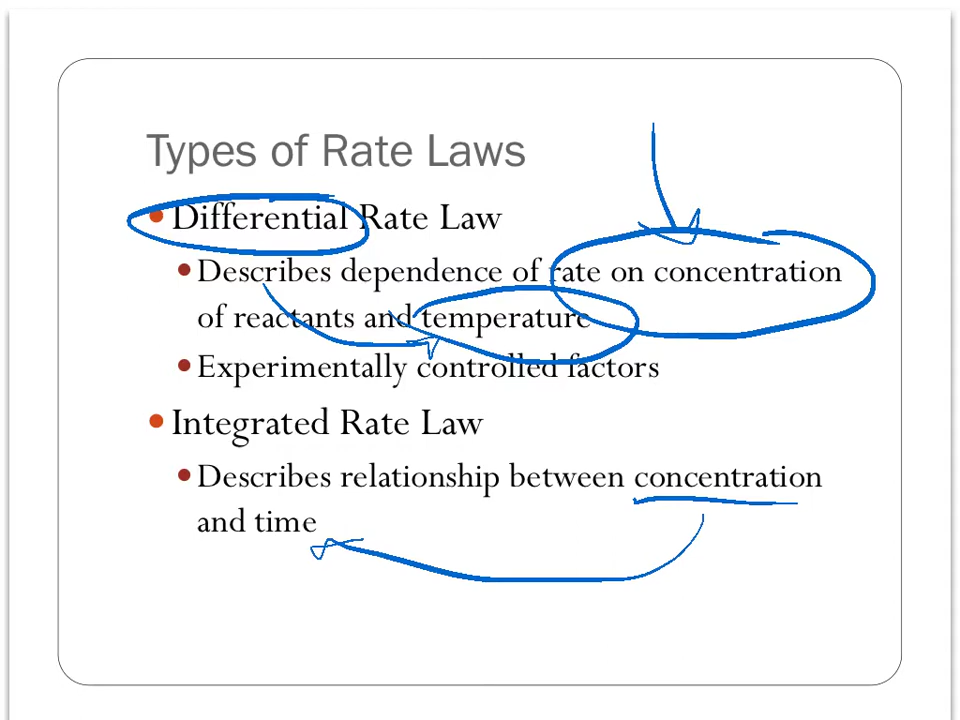 Types of Rate Laws
• Differential Rate Law
• Describes dependence of rate on concentration
of reactants and temperature
• Experimentally controlled factors
• Integrated Rate Law
• Describes relationship between concentration
and time